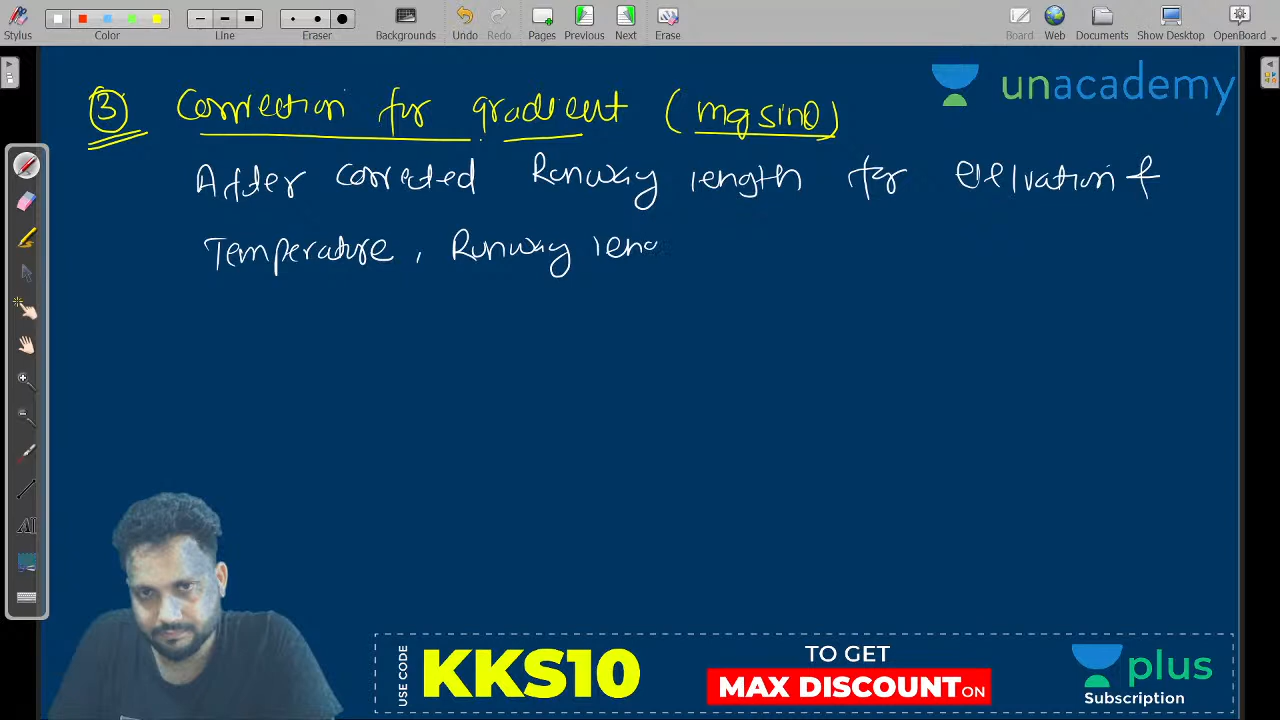 Stylus Color Line Eraser Backgrounds Undo Redo Pages Previous Next Erase Board Web Documents Show Desktop OpenBoard
unacademy
③ Correction for gradient (mg sinθ)
After corrected Runway length for elelvation &
Temperature, Runway leng
USE CODE
KKS10
TO GET
MAX DISCOUNT ON
plus
Subscription